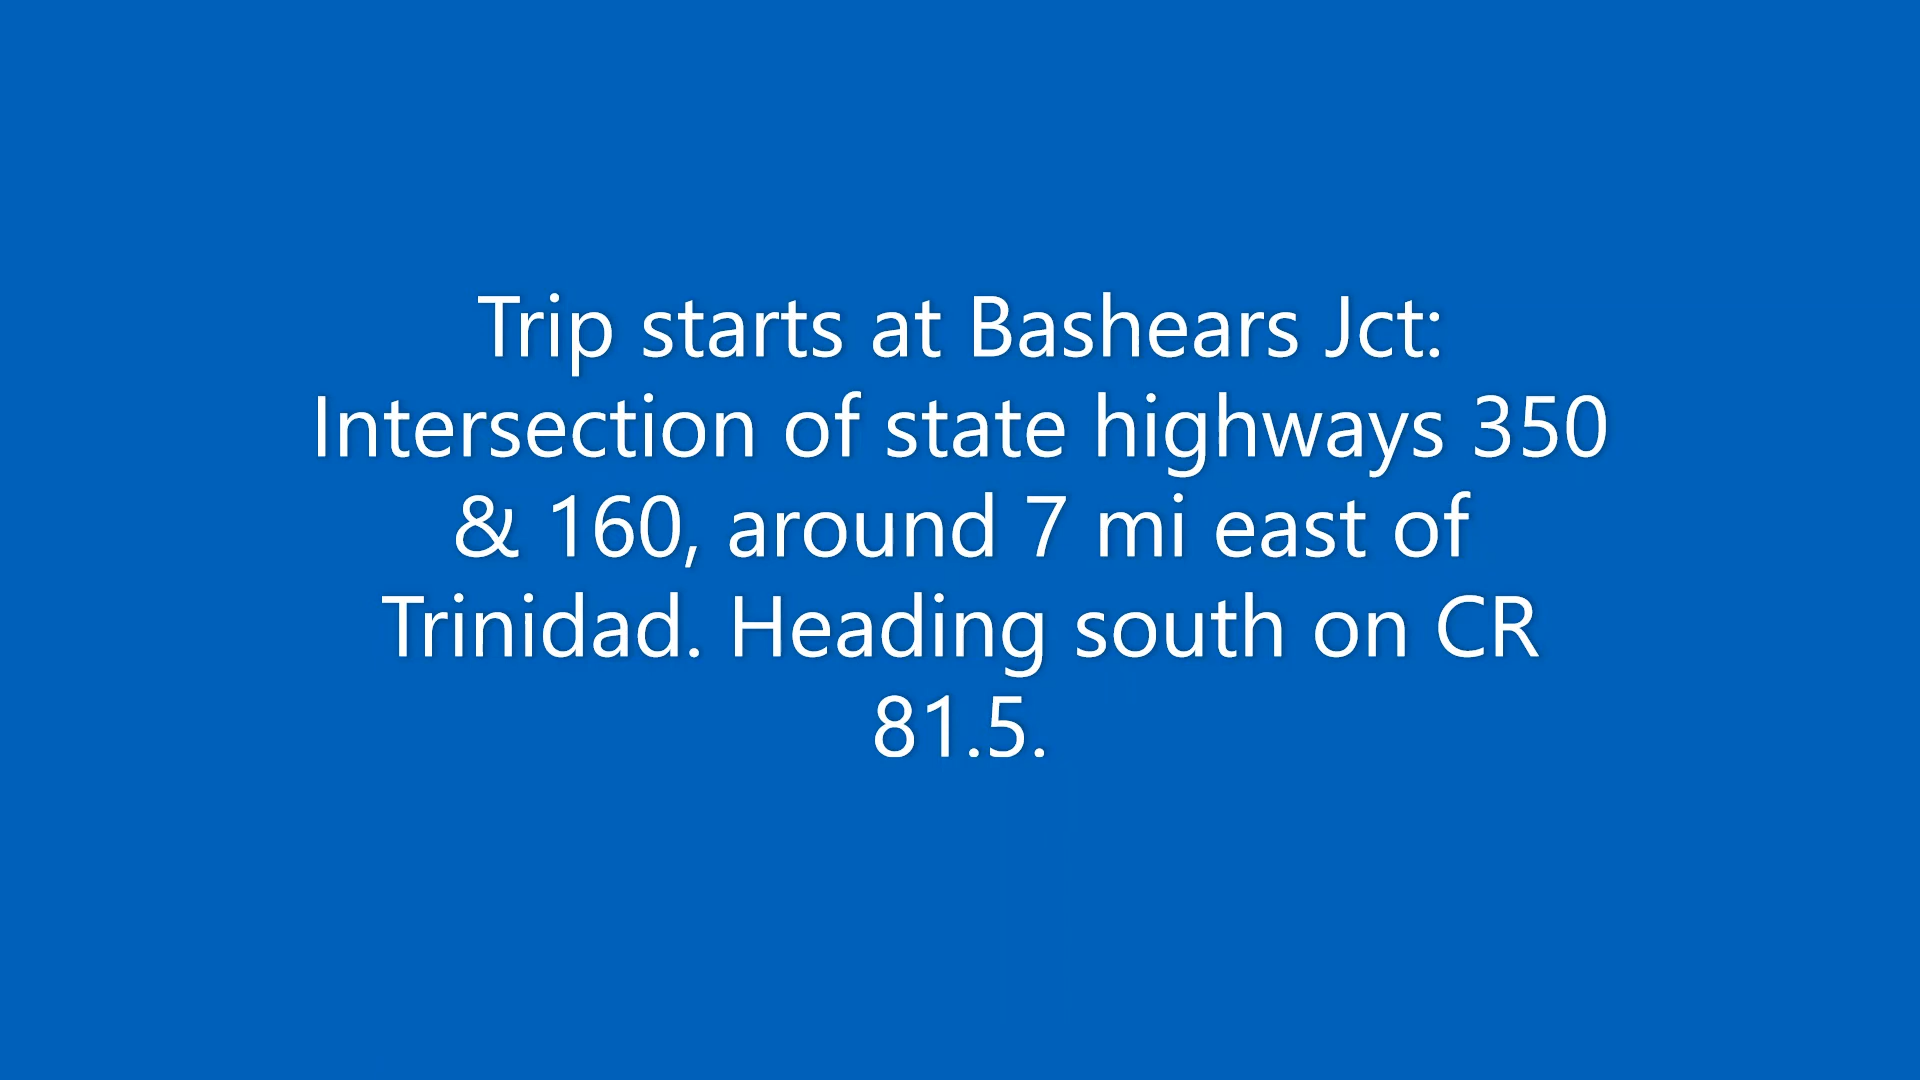 Trip starts at Bashears Jct:
Intersection of state highways 350
& 160, around 7 mi east of
Trinidad. Heading south on CR
81.5.